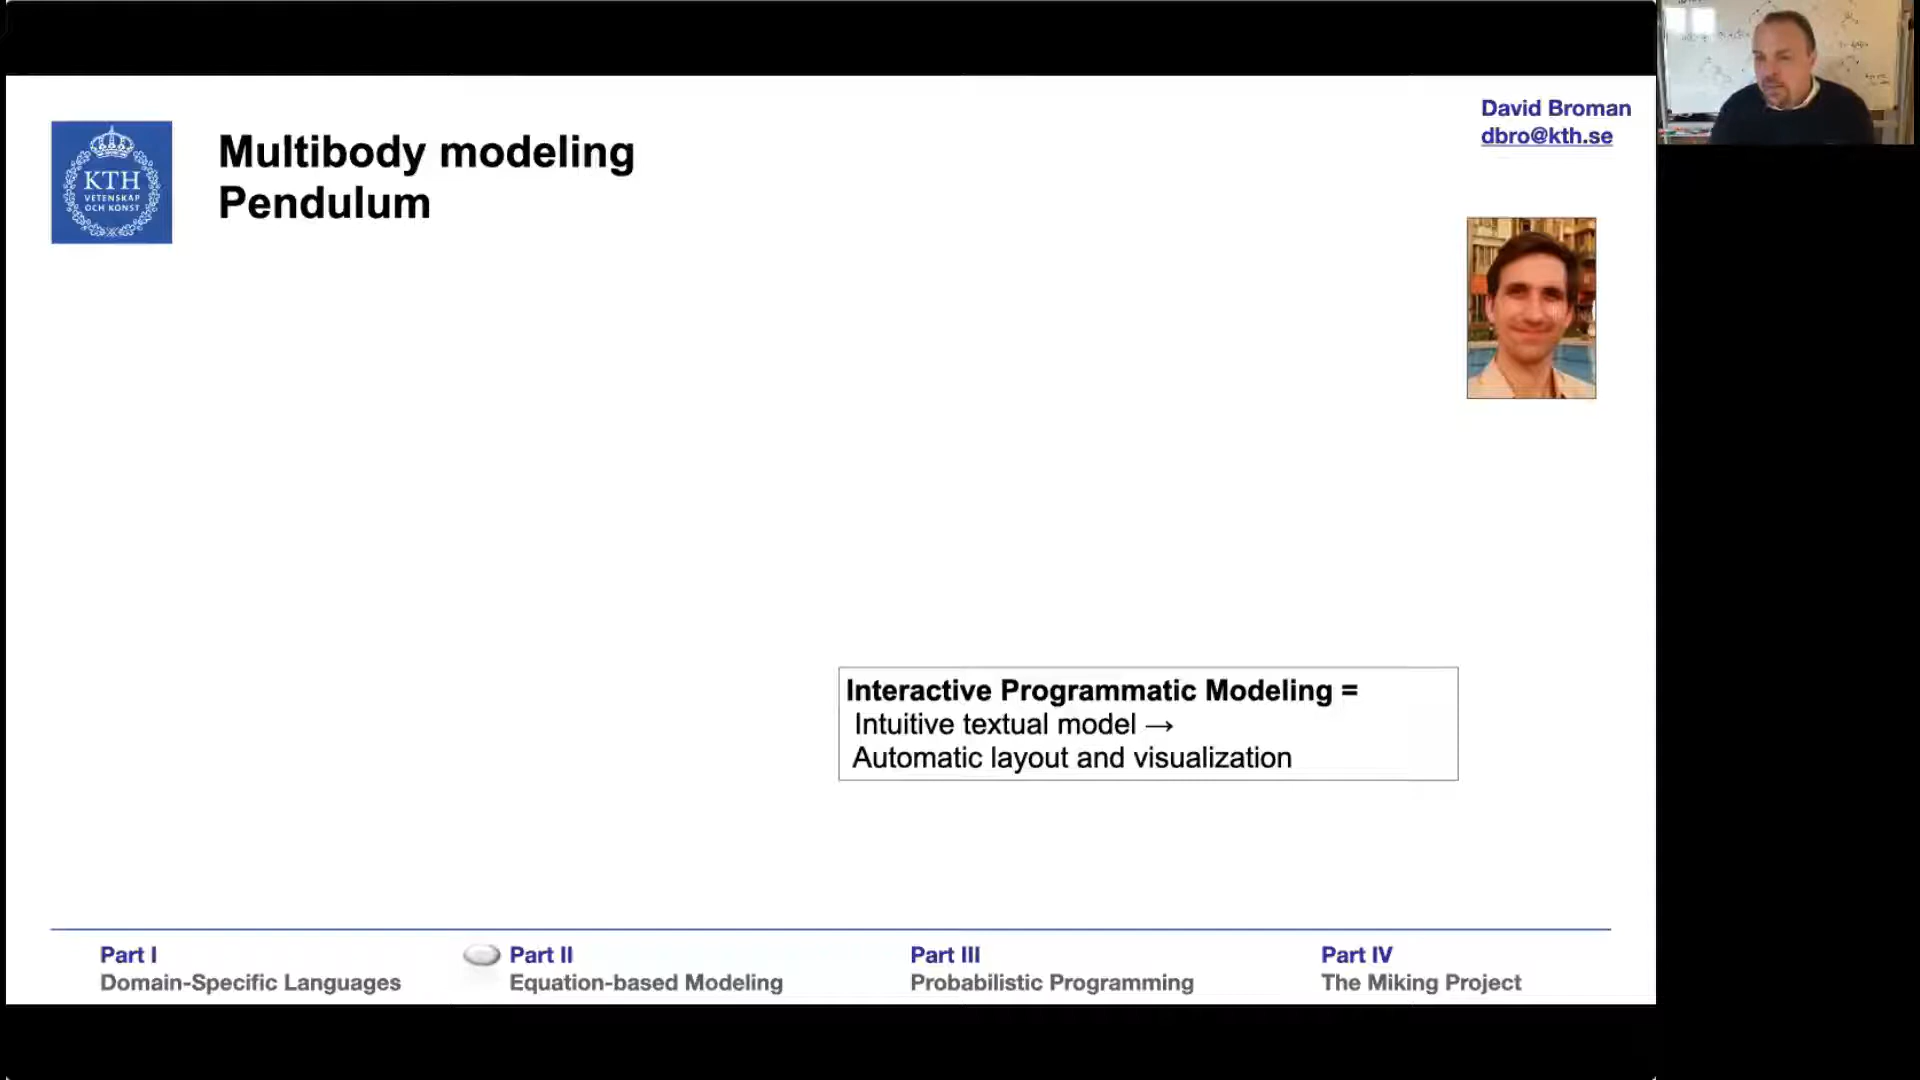 KTH
VETENSKAP
OCH KONST
Multibody modeling
Pendulum
David Broman
dbro@kth.se
Interactive Programmatic Modeling =
Intuitive textual model →
Automatic layout and visualization
Part I
Domain-Specific Languages
Part II
Equation-based Modeling
Part III
Probabilistic Programming
Part IV
The Miking Project